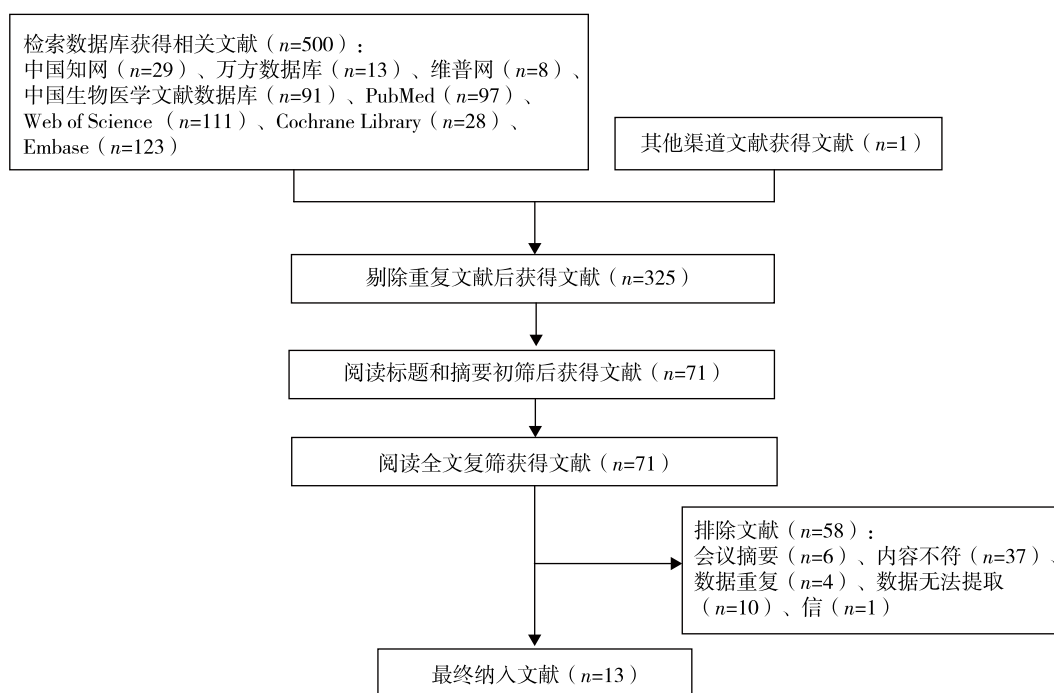 检索数据库获得相关文献（n=500）：
中国知网（n=29）、万方数据库（n=13）、维普网（n=8）、
中国生物医学文献数据库（n=91）、PubMed（n=97）、
Web of Science（n=111）、Cochrane Library（n=28）、
Embase（n=123）
其他渠道文献获得文献（n=1）
剔除重复文献后获得文献（n=325）
阅读标题和摘要初筛后获得文献（n=71）
阅读全文复筛获得文献（n=71）
排除文献（n=58）：
会议摘要（n=6）、内容不符（n=37）、
数据重复（n=4）、数据无法提取
（n=10）、信（n=1）
最终纳入文献（n=13）